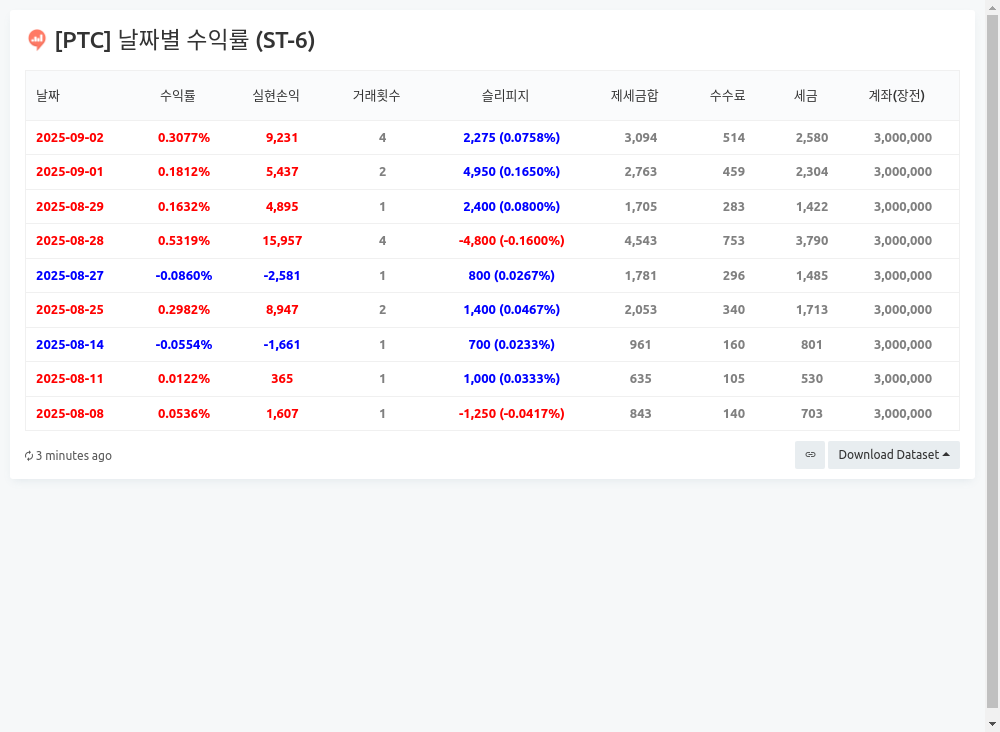 [PTC] 날짜별 수익률 (ST-6)
날짜 수익률 실현손익 거래횟수 슬리피지 제세금합 수수료 세금 계좌(장전)
2025-09-02 0.3077% 9,231 4 2,275 (0.0758%) 3,094 514 2,580 3,000,000
2025-09-01 0.1812% 5,437 2 4,950 (0.1650%) 2,763 459 2,304 3,000,000
2025-08-29 0.1632% 4,895 1 2,400 (0.0800%) 1,705 283 1,422 3,000,000
2025-08-28 0.5319% 15,957 4 -4,800 (-0.1600%) 4,543 753 3,790 3,000,000
2025-08-27 -0.0860% -2,581 1 800 (0.0267%) 1,781 296 1,485 3,000,000
2025-08-25 0.2982% 8,947 2 1,400 (0.0467%) 2,053 340 1,713 3,000,000
2025-08-14 -0.0554% -1,661 1 700 (0.0233%) 961 160 801 3,000,000
2025-08-11 0.0122% 365 1 1,000 (0.0333%) 635 105 530 3,000,000
2025-08-08 0.0536% 1,607 1 -1,250 (-0.0417%) 843 140 703 3,000,000
3 minutes ago Download Dataset